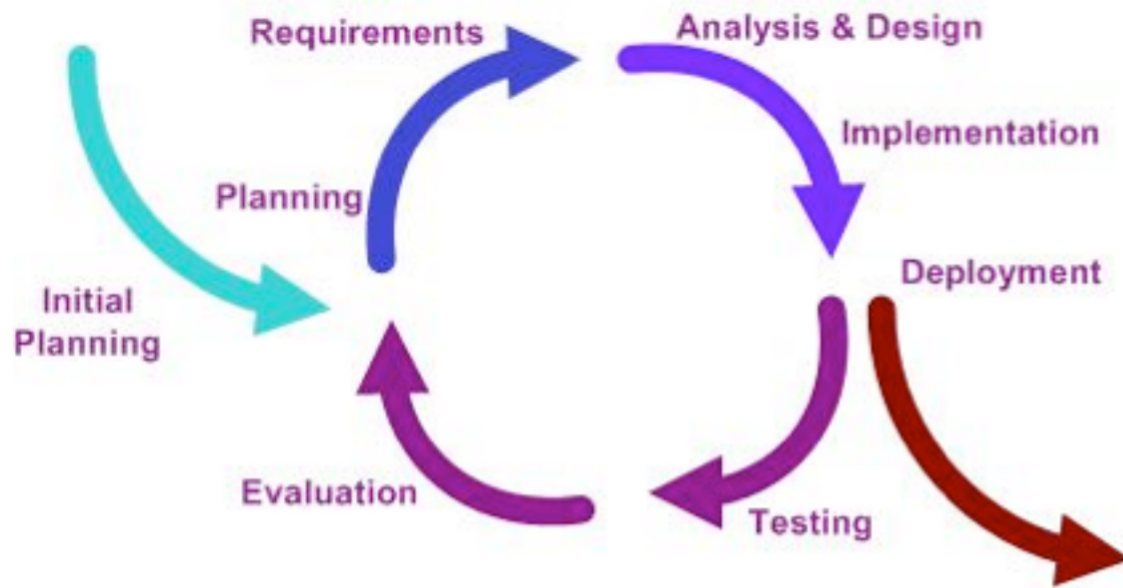 Requirements
Analysis & Design
Implementation
Planning
Deployment
Initial
Planning
Evaluation
Testing